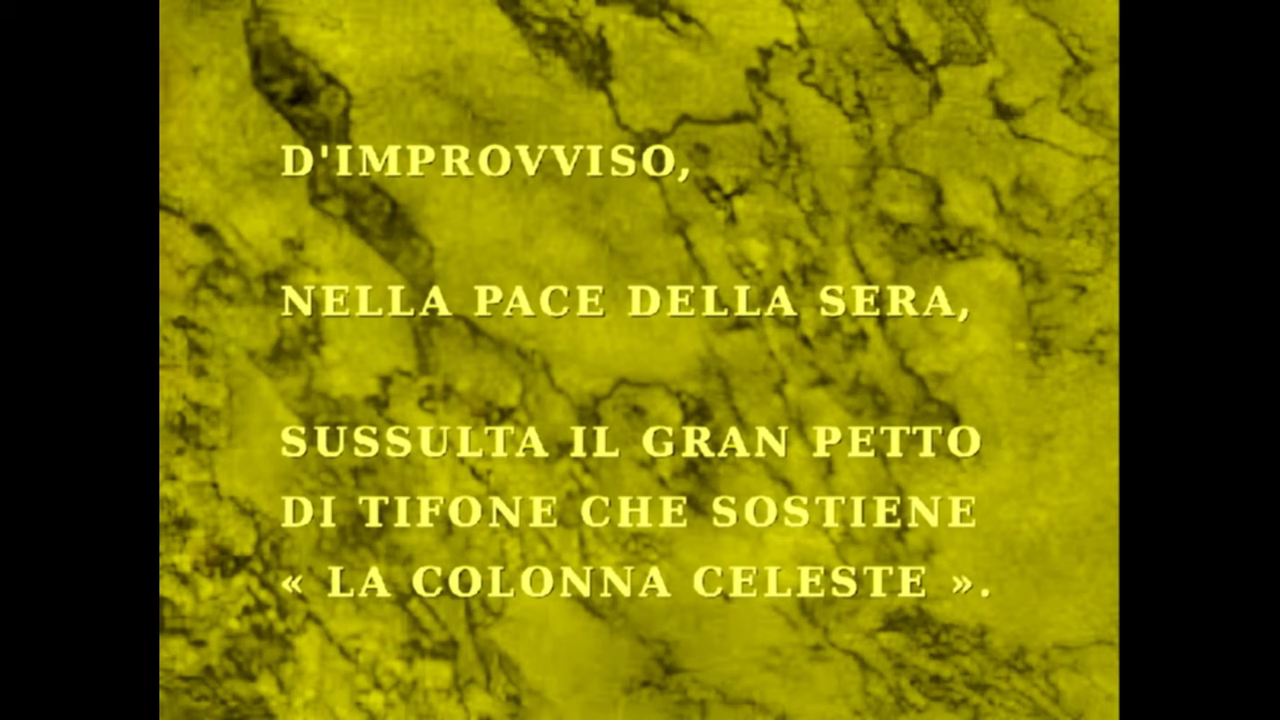 D'IMPROVVISO,
NELLA PACE DELLA SERA,
SUSSULTA IL GRAN PETTO
DI TIFONE CHE SOSTIENE
« LA COLONNA CELESTE ».